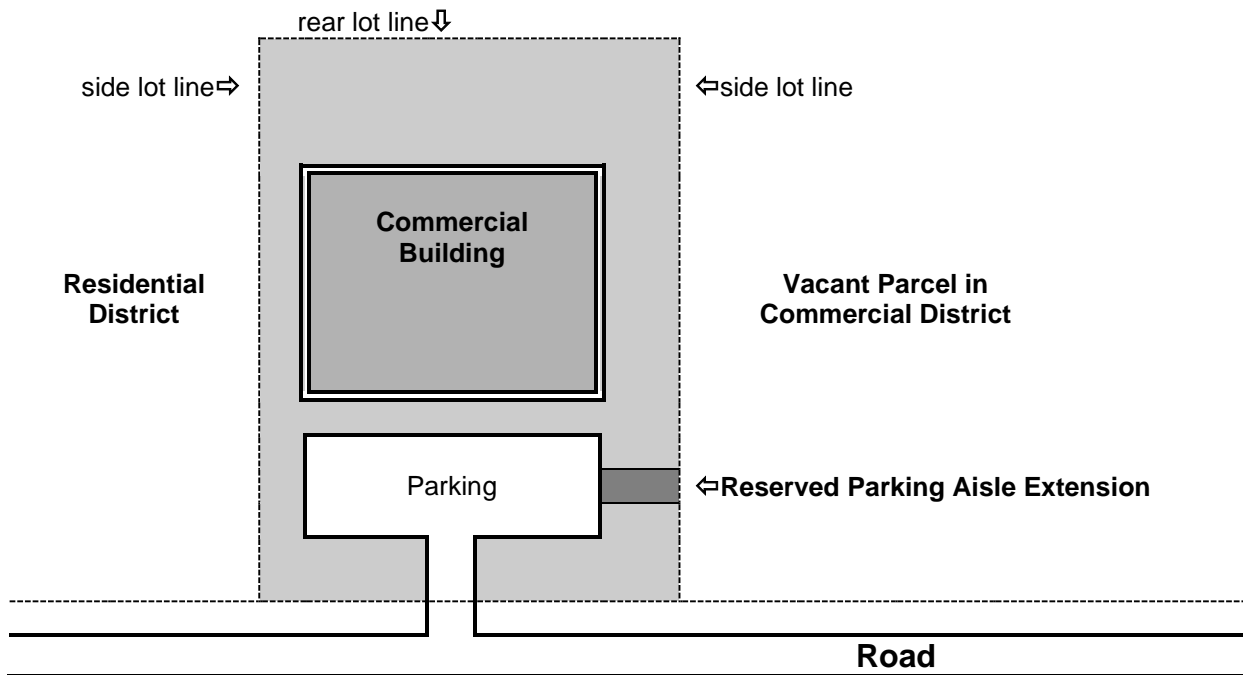 rear lot line⇩
side lot line⇨
⇦side lot line
Commercial
Building
Residential
District
Vacant Parcel in
Commercial District
Parking
⇦Reserved Parking Aisle Extension
Road